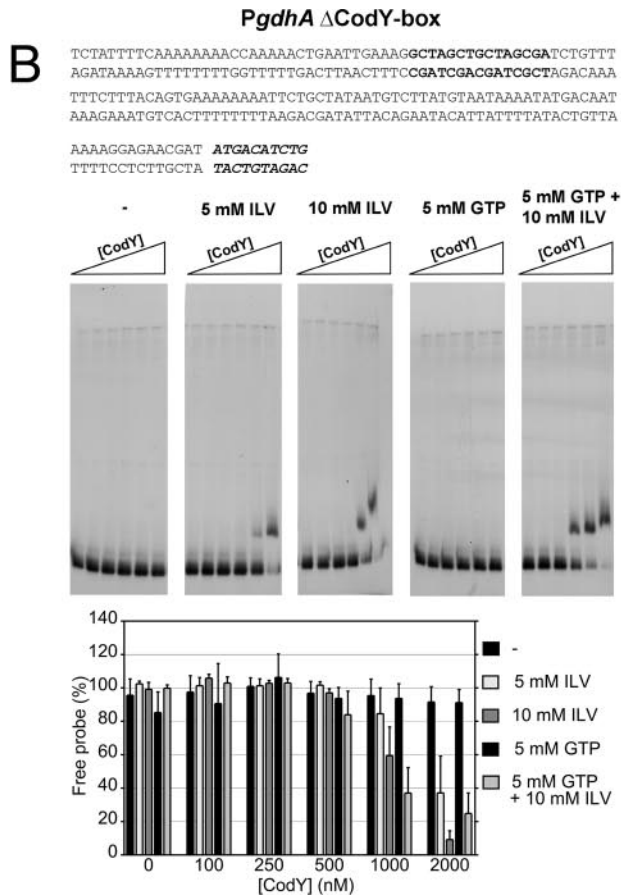 PgdhA ΔCodY-box
B
TCTATTTTCAAAAAAAACCAAAAACTGAATTGAAAGGCTAGCTGCTAGCGATCTGTTT
AGATAAAAGTTTTTTTTGGTTTTTGACTTAACTTTCCGATCGACGATCGCTAGACAAA
TTTCTTTACAGTGAAAAAAAATTCTGCTATAATGTCTTATGTAATAAAATATGACAAT
AAAGAAATGTCACTTTTTTTTAAGACGATATTACAGAATACATTATTTTATACTGTTA
AAAAGGAGAACGAT ATGACATCTG
TTTTCCTCTTGCTA TACTGTAGAC
- 5 mM ILV 10 mM ILV 5 mM GTP 5 mM GTP +
10 mM ILV
[CodY] [CodY] [CodY] [CodY] [CodY]
140
120
100
80
60
40
20
0
Free probe (%)
0 100 250 500 1000 2000
[CodY] (nM)
-
5 mM ILV
10 mM ILV
5 mM GTP
5 mM GTP
+ 10 mM ILV